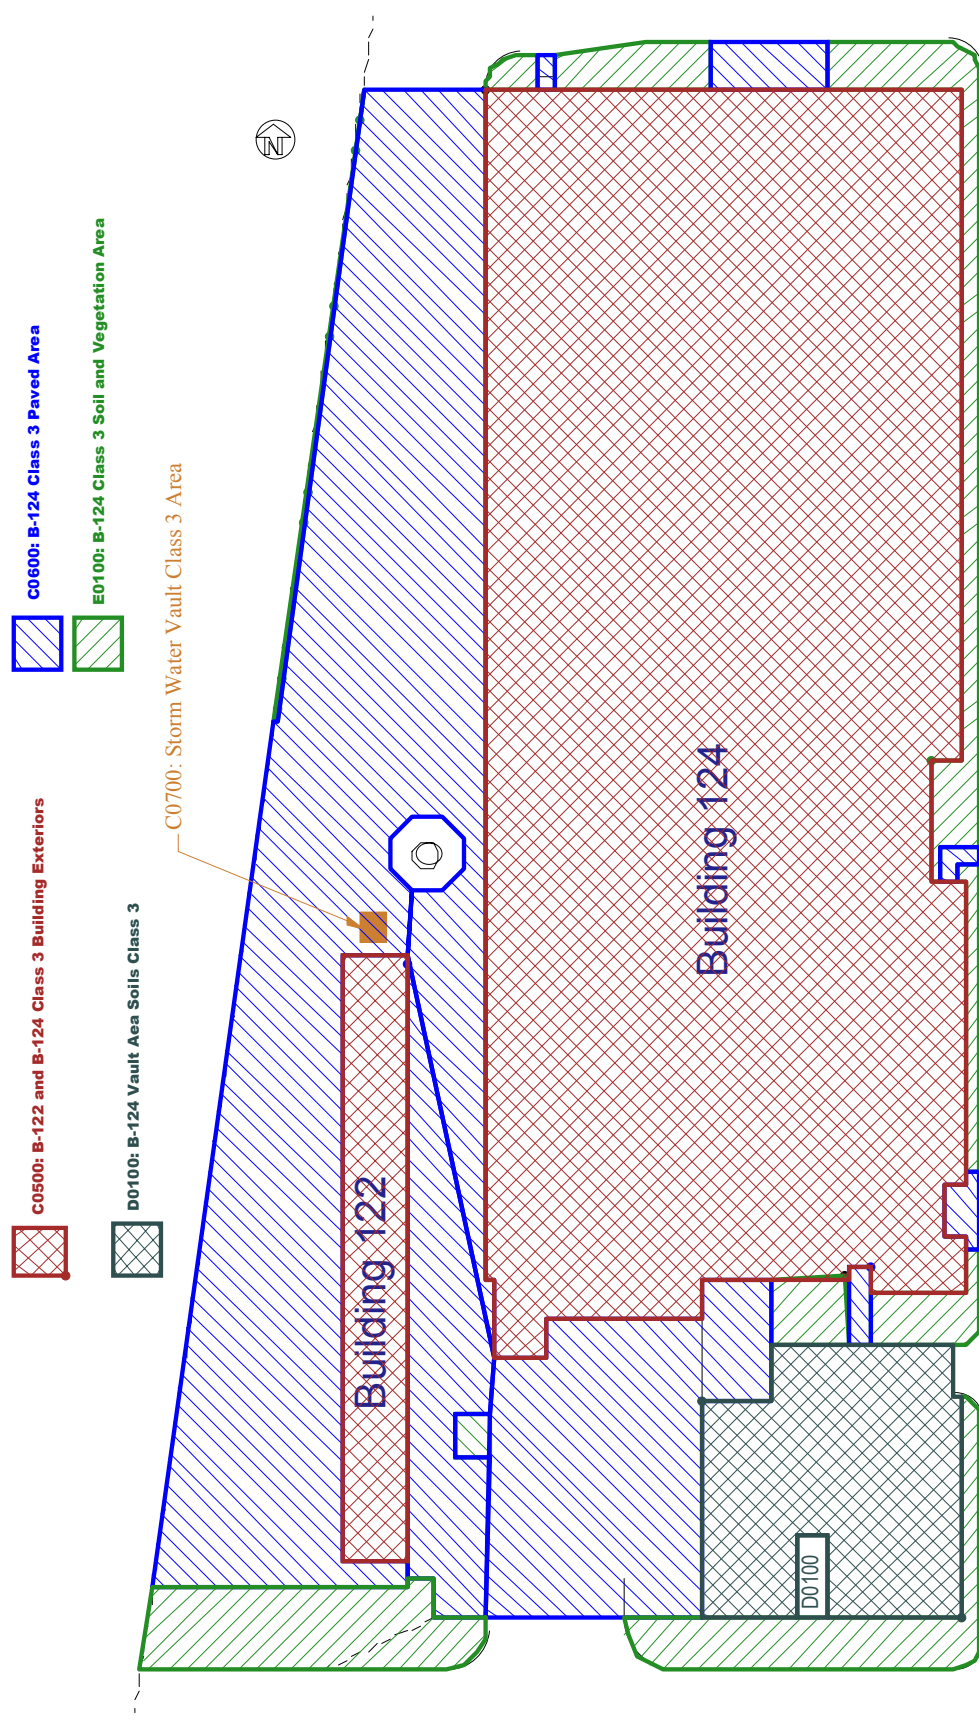 C0500: B-122 and B-124 Class 3 Building Exteriors
C0600: B-124 Class 3 Paved Area
E0100: B-124 Class 3 Soil and Vegetation Area
D0100: B-124 Vault Aea Soils Class 3
C0700: Storm Water Vault Class 3 Area
N
Building 122
Building 124
D0100